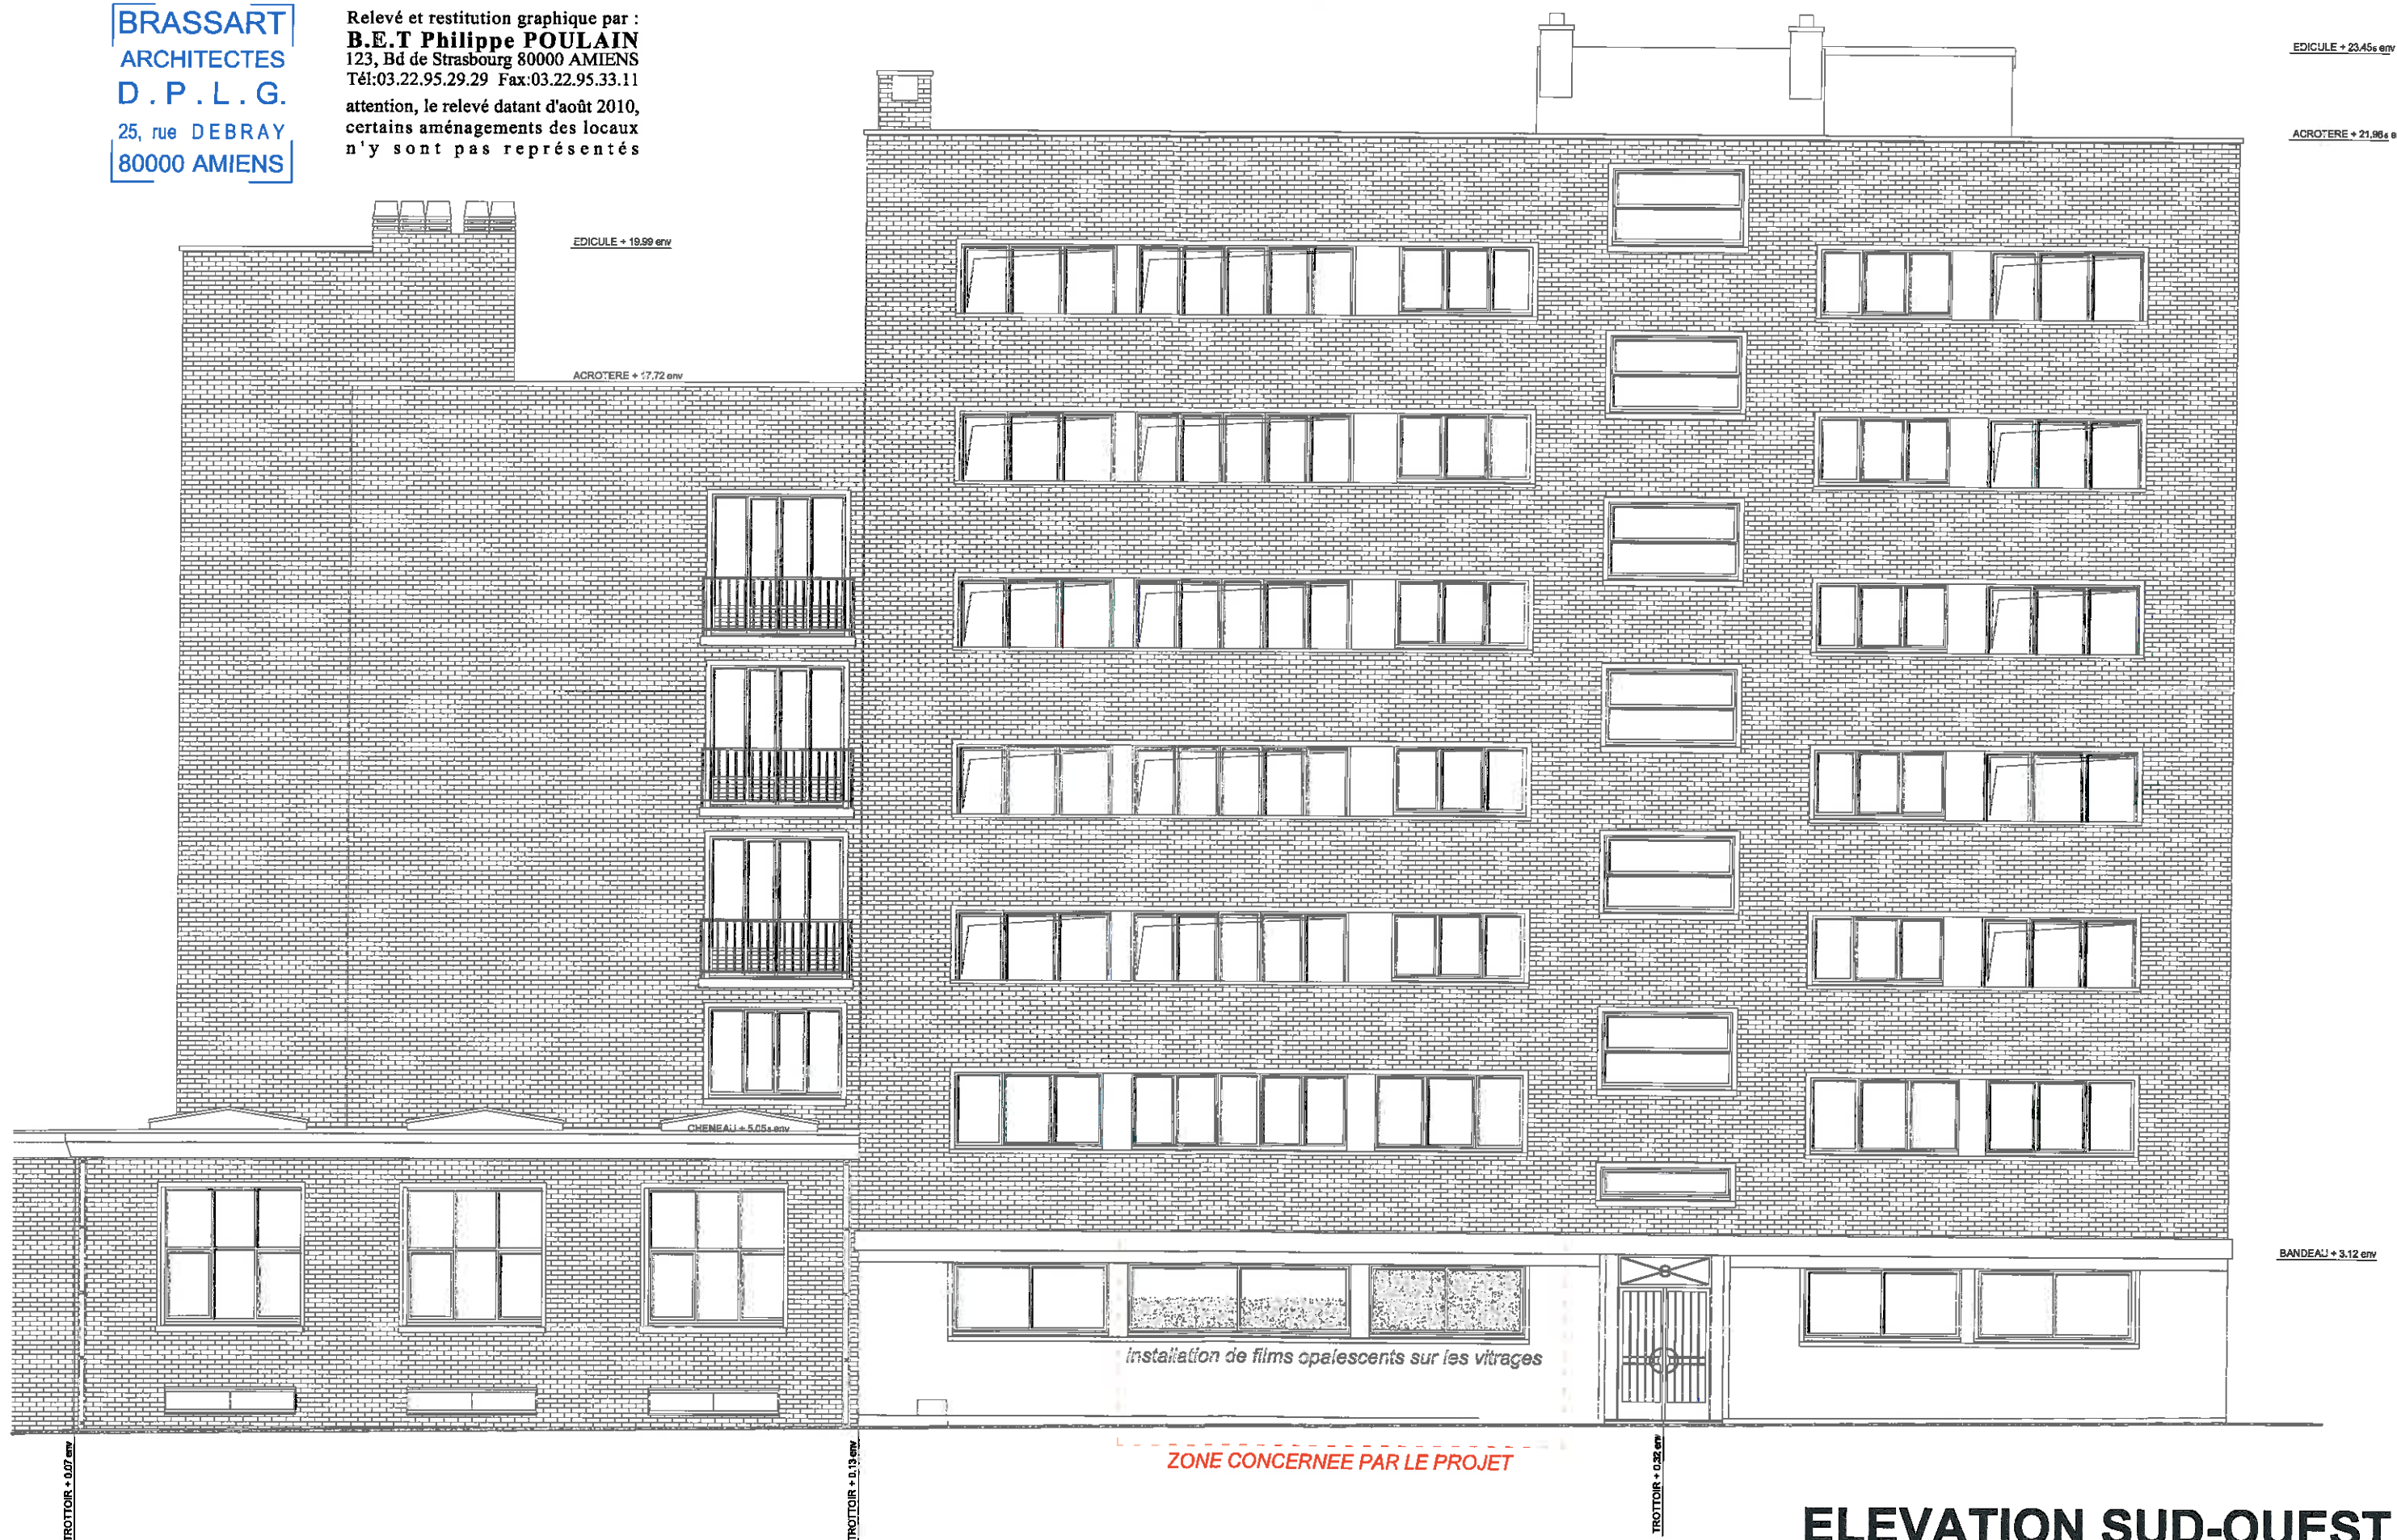 BRASSART
ARCHITECTES
D.P.L.G.
25, rue DEBRAY
80000 AMIENS
Relevé et restitution graphique par :
B.E.T Philippe POULAIN
123, Bd de Strasbourg 80000 AMIENS
Tél:03.22.95.29.29 Fax:03.22.95.33.11
attention, le relevé datant d'août 2010,
certains aménagements des locaux
n'y sont pas représentés
EDICULE + 23.45s env
ACROTERE + 21.96s e
EDICULE + 19.99 env
ACROTERE + 17.72 env
CHENEAU + 5.05s env
BANDEAU + 3.12 env
installation de films opalescents sur les vitrages
ZONE CONCERNEE PAR LE PROJET
TROTTOIR + 0.07 env
TROTTOIR + 0.13 env
TROTTOIR + 0.32 env
ELEVATION SUD-OUEST